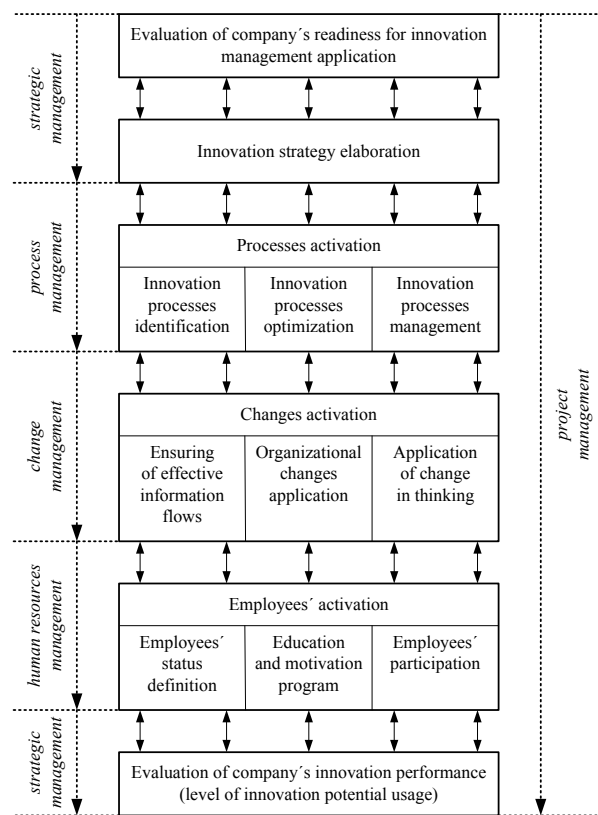 Evaluation of company´s readiness for innovation
management application
strategic
management
Innovation strategy elaboration
Processes activation
process
management
Innovation
processes
identification
Innovation
processes
optimization
Innovation
processes
management
Changes activation
change
management
Ensuring
of effective
information
flows
Organizational
changes
application
Application
of change
in thinking
project
management
Employees´ activation
human resources
management
Employees´
status
definition
Education
and motivation
program
Employees´
participation
strategic
management
Evaluation of company´s innovation performance
(level of innovation potential usage)